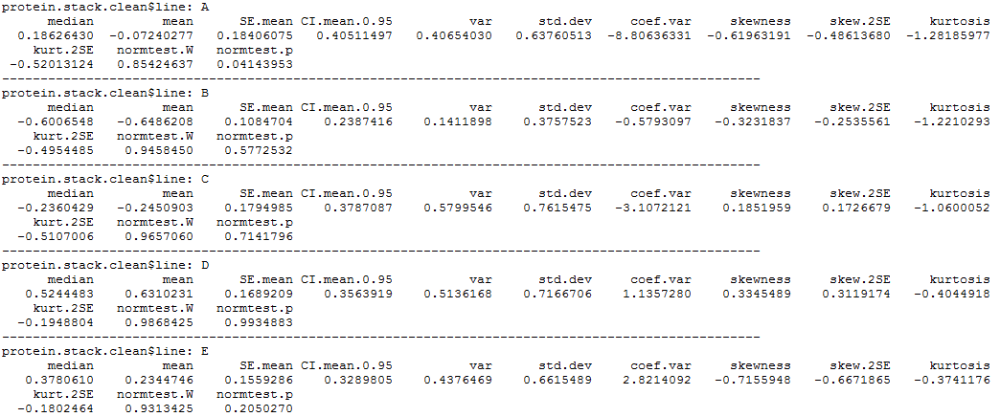 protein.stack.clean$line: A
median mean SE.mean CI.mean.0.95 var std.dev coef.var skewness skew.2SE kurtosis
0.18626430 -0.07240277 0.18406075 0.40511497 0.40654030 0.63760513 -8.80636331 -0.61963191 -0.48613680 -1.28185977
kurt.2SE normtest.W normtest.p
-0.52013124 0.85424637 0.04143953
--------------------------------------------------------------------------------------------------
protein.stack.clean$line: B
median mean SE.mean CI.mean.0.95 var std.dev coef.var skewness skew.2SE kurtosis
-0.6006548 -0.6486208 0.1084704 0.2387416 0.1411898 0.3757523 -0.5793097 -0.3231837 -0.2535561 -1.2210293
kurt.2SE normtest.W normtest.p
-0.4954485 0.9458450 0.5772532
--------------------------------------------------------------------------------------------------
protein.stack.clean$line: C
median mean SE.mean CI.mean.0.95 var std.dev coef.var skewness skew.2SE kurtosis
-0.2360429 -0.2450903 0.1794985 0.3787087 0.5799546 0.7615475 -3.1072121 0.1851959 0.1726679 -1.0600052
kurt.2SE normtest.W normtest.p
-0.5107006 0.9657060 0.7141796
--------------------------------------------------------------------------------------------------
protein.stack.clean$line: D
median mean SE.mean CI.mean.0.95 var std.dev coef.var skewness skew.2SE kurtosis
0.5244483 0.6310231 0.1689209 0.3563919 0.5136168 0.7166706 1.1357280 0.3345489 0.3119174 -0.4044918
kurt.2SE normtest.W normtest.p
-0.1948804 0.9868425 0.9934883
--------------------------------------------------------------------------------------------------
protein.stack.clean$line: E
median mean SE.mean CI.mean.0.95 var std.dev coef.var skewness skew.2SE kurtosis
0.3780610 0.2344746 0.1559286 0.3289805 0.4376469 0.6615489 2.8214092 -0.7155948 -0.6671865 -0.3741176
kurt.2SE normtest.W normtest.p
-0.1802464 0.9313425 0.2050270